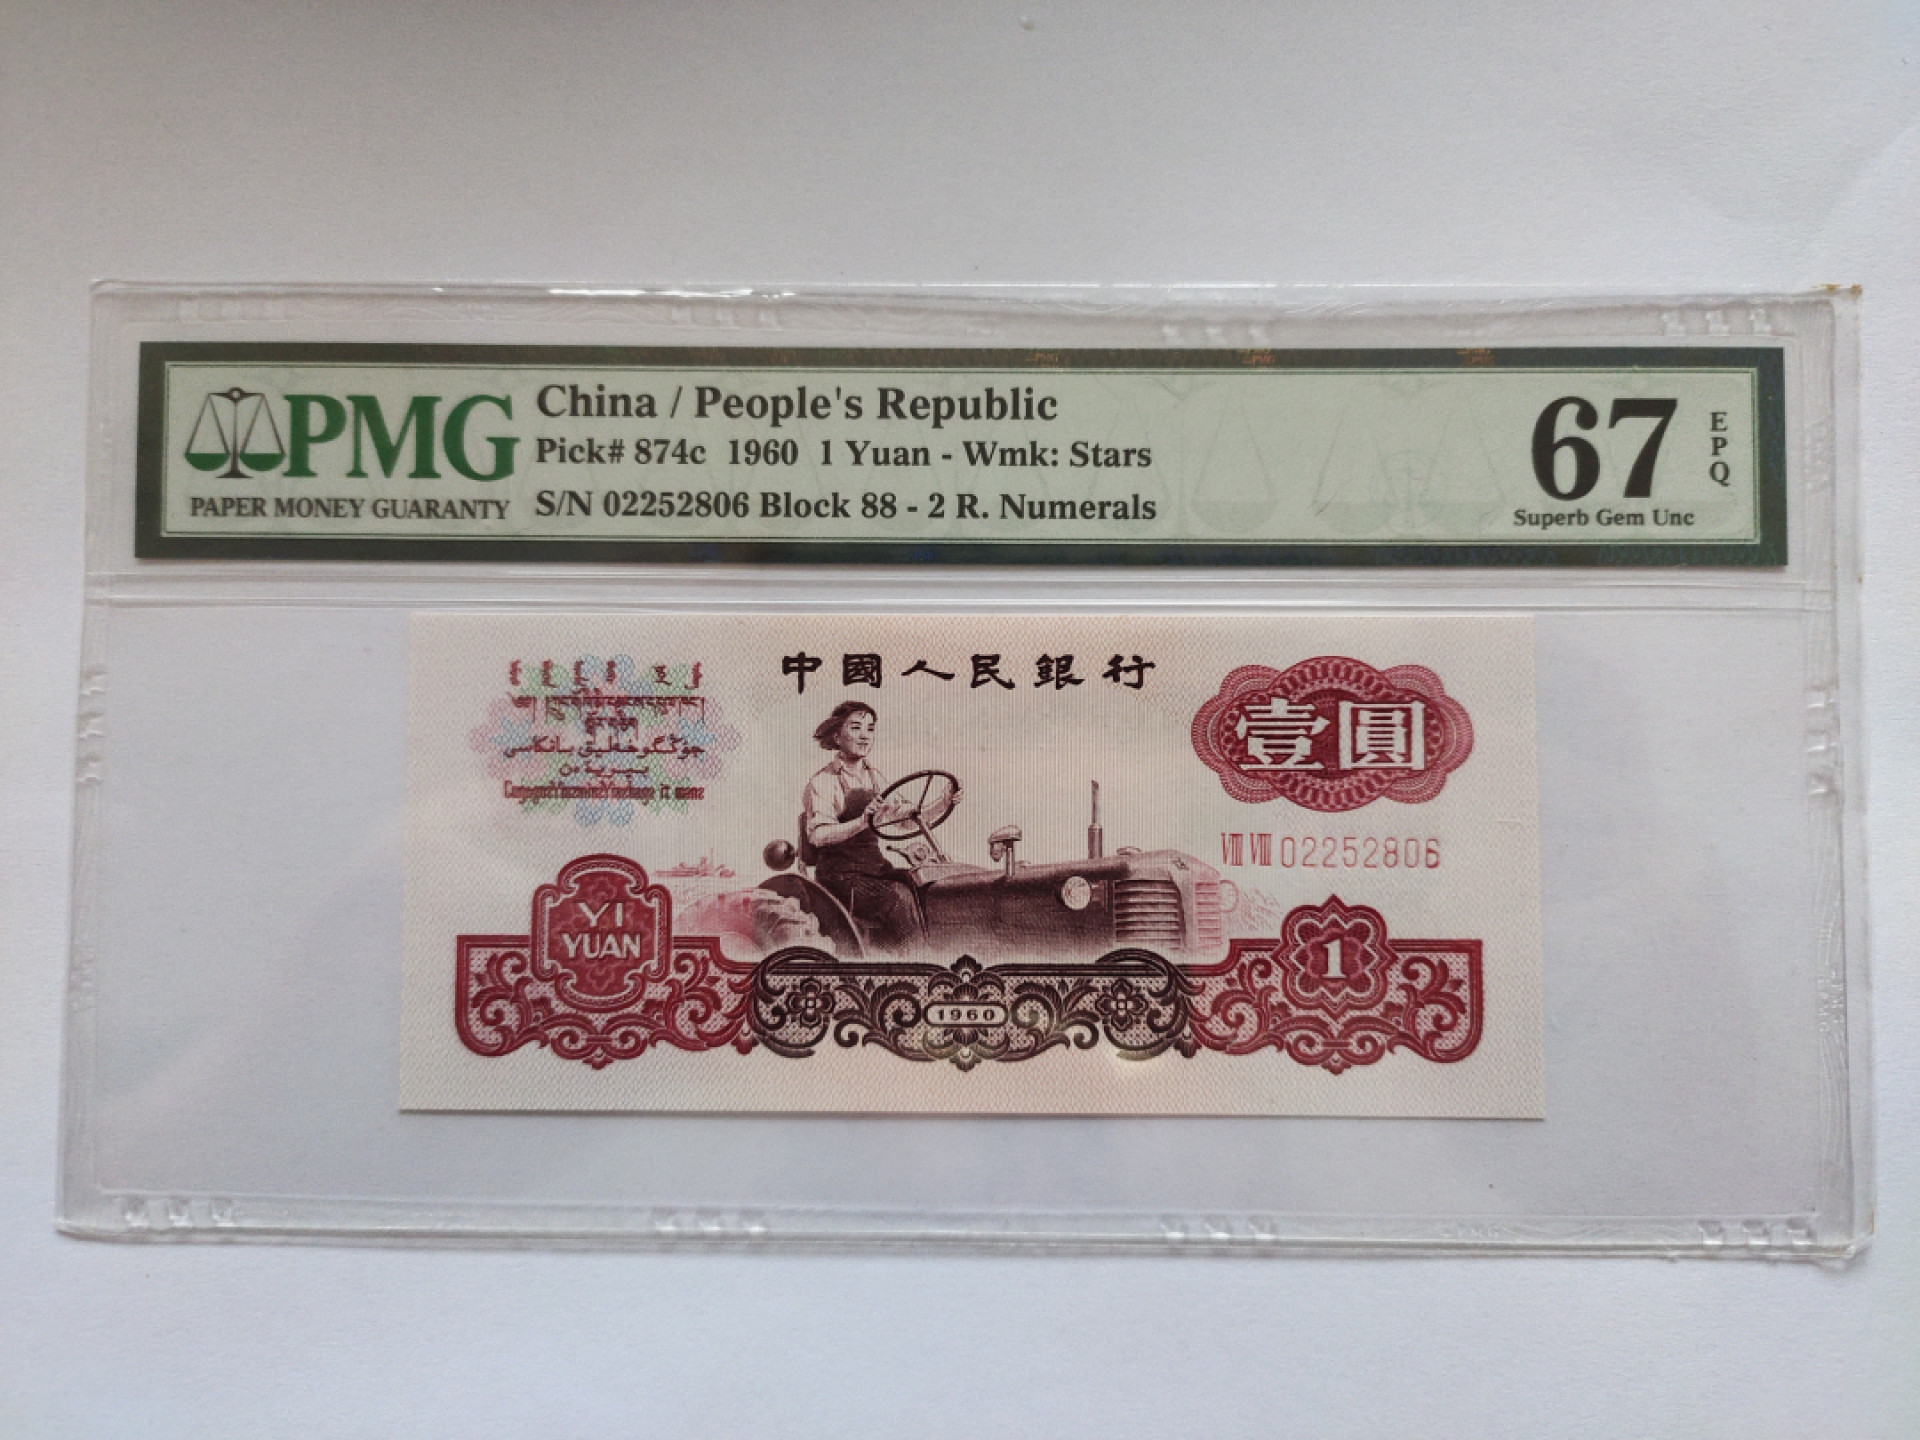 PMG
PAPER MONEY GUARANTY
China / People's Republic
Pick# 874c 1960 1 Yuan - Wmk: Stars
S/N 02252806 Block 88 - 2 R. Numerals
67
EPQ
Superb Gem Unc
中國人民銀行
壹圓
VIII VIII 02252806
YI
YUAN
1960
1